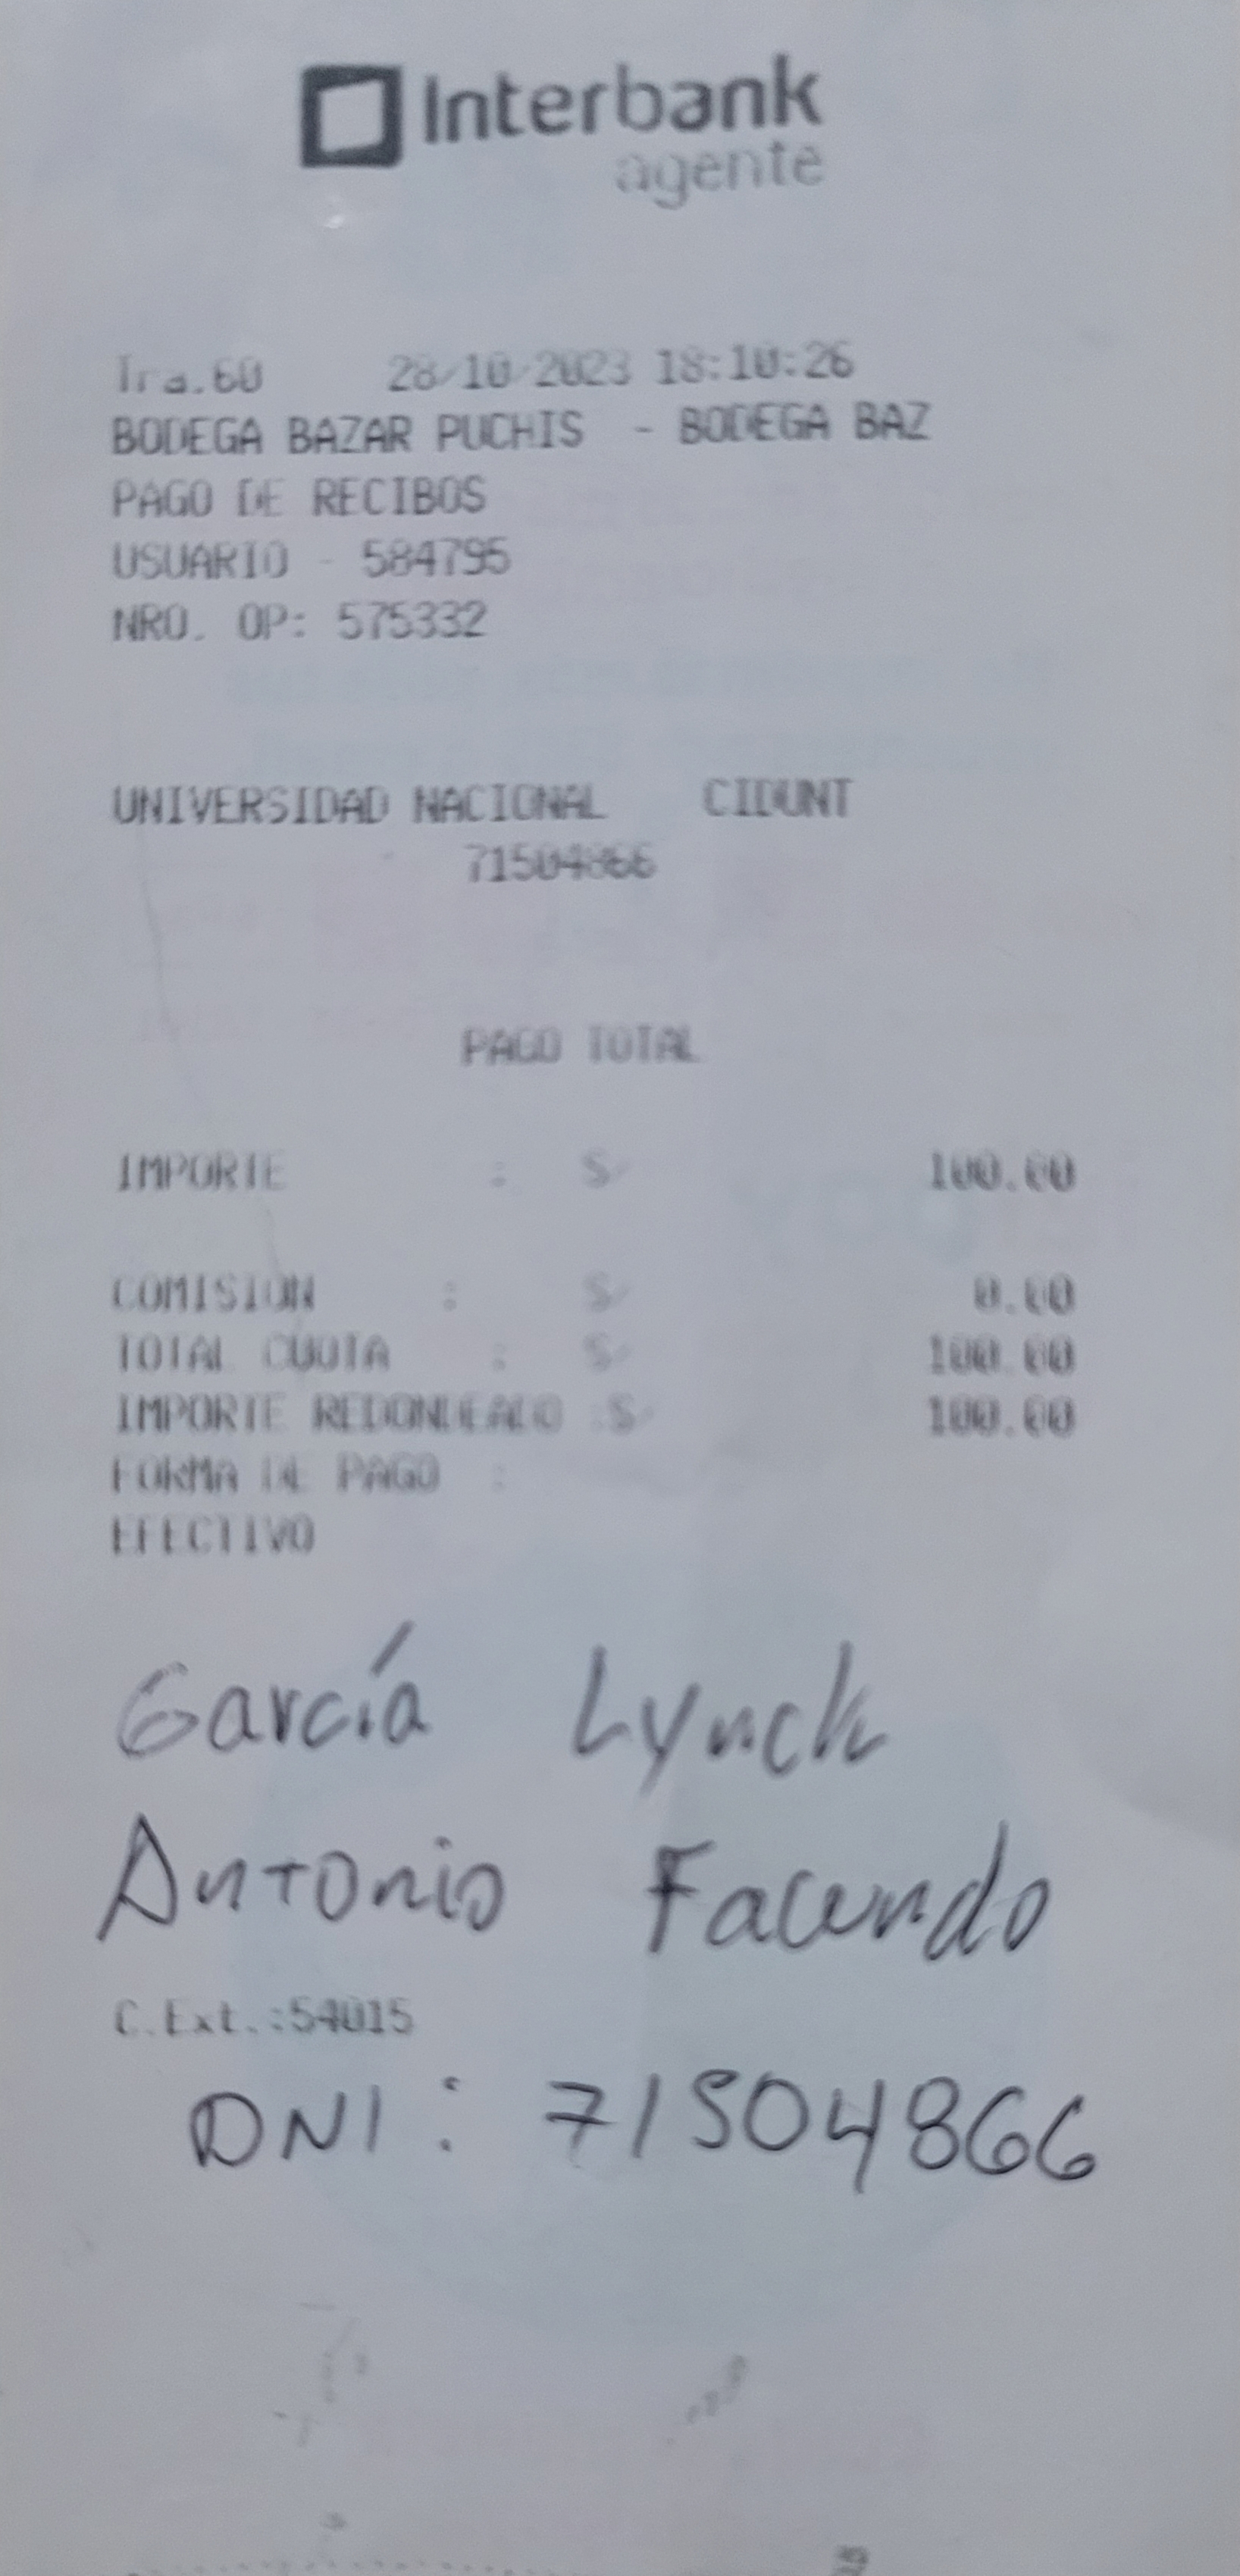 Interbank
agente
Tra.60 28/10/2023 18:10:26
BODEGA BAZAR PUCHIS - BODEGA BAZ
PAGO DE RECIBOS
USUARIO - 584795
NRO. OP: 575332
UNIVERSIDAD NACIONAL CIDUNT
71504866
PAGO TOTAL
IMPORTE : S/ 100.00
COMISION : S/ 0.00
TOTAL CUOTA : S/ 100.00
IMPORTE REDONDEADO :S/ 100.00
FORMA DE PAGO :
EFECTIVO
García Lynch
Antonio Facundo
C.Ext.:54015
DNI: 71504866